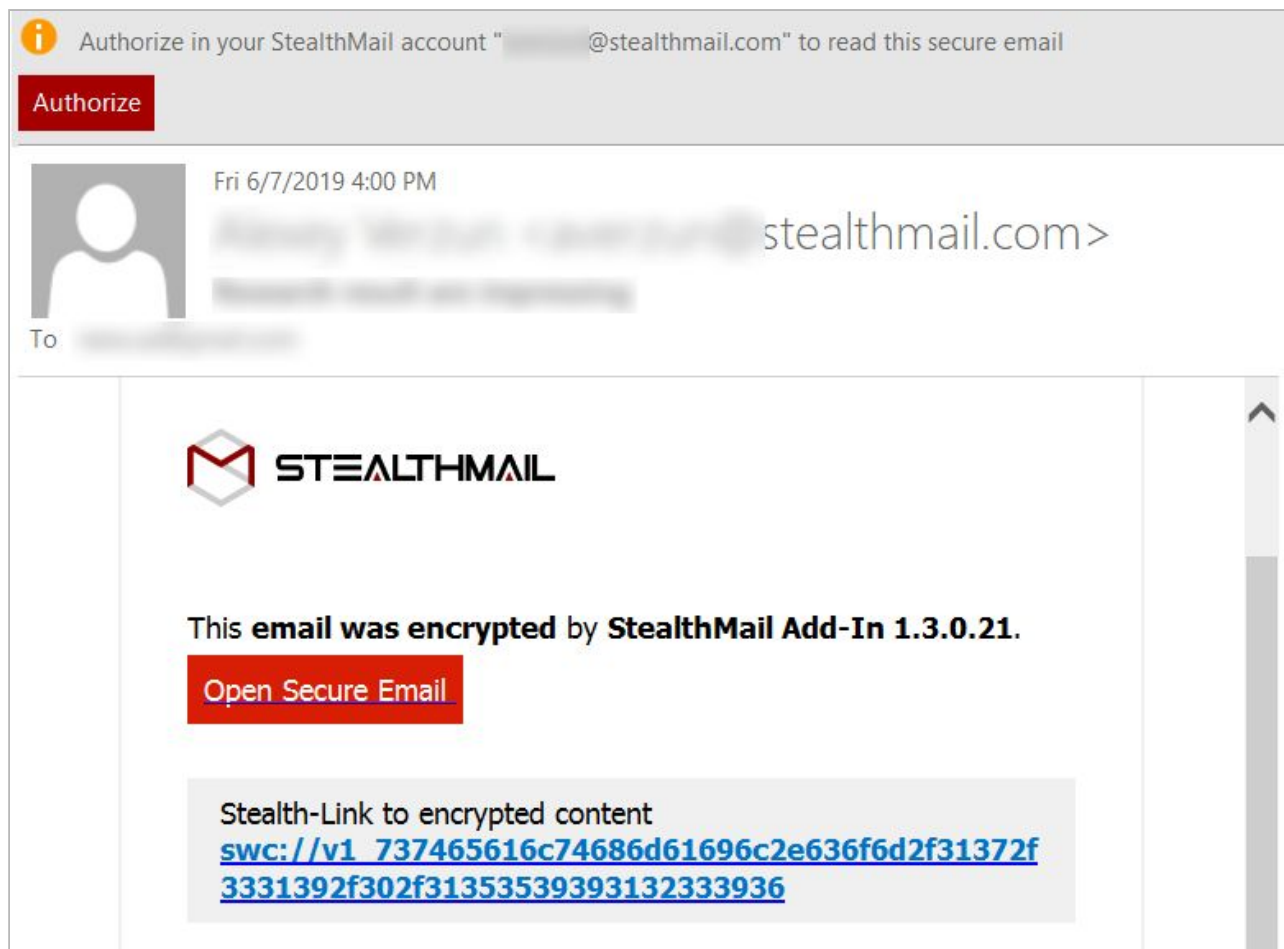 Authorize in your StealthMail account " @stealthmail.com" to read this secure email
Authorize
Fri 6/7/2019 4:00 PM
stealthmail.com>
To
STEALTHMAIL
This email was encrypted by StealthMail Add-In 1.3.0.21.
Open Secure Email
Stealth-Link to encrypted content
swc://v1_737465616c74686d61696c2e636f6d2f31372f
3331392f302f31353539393132333936